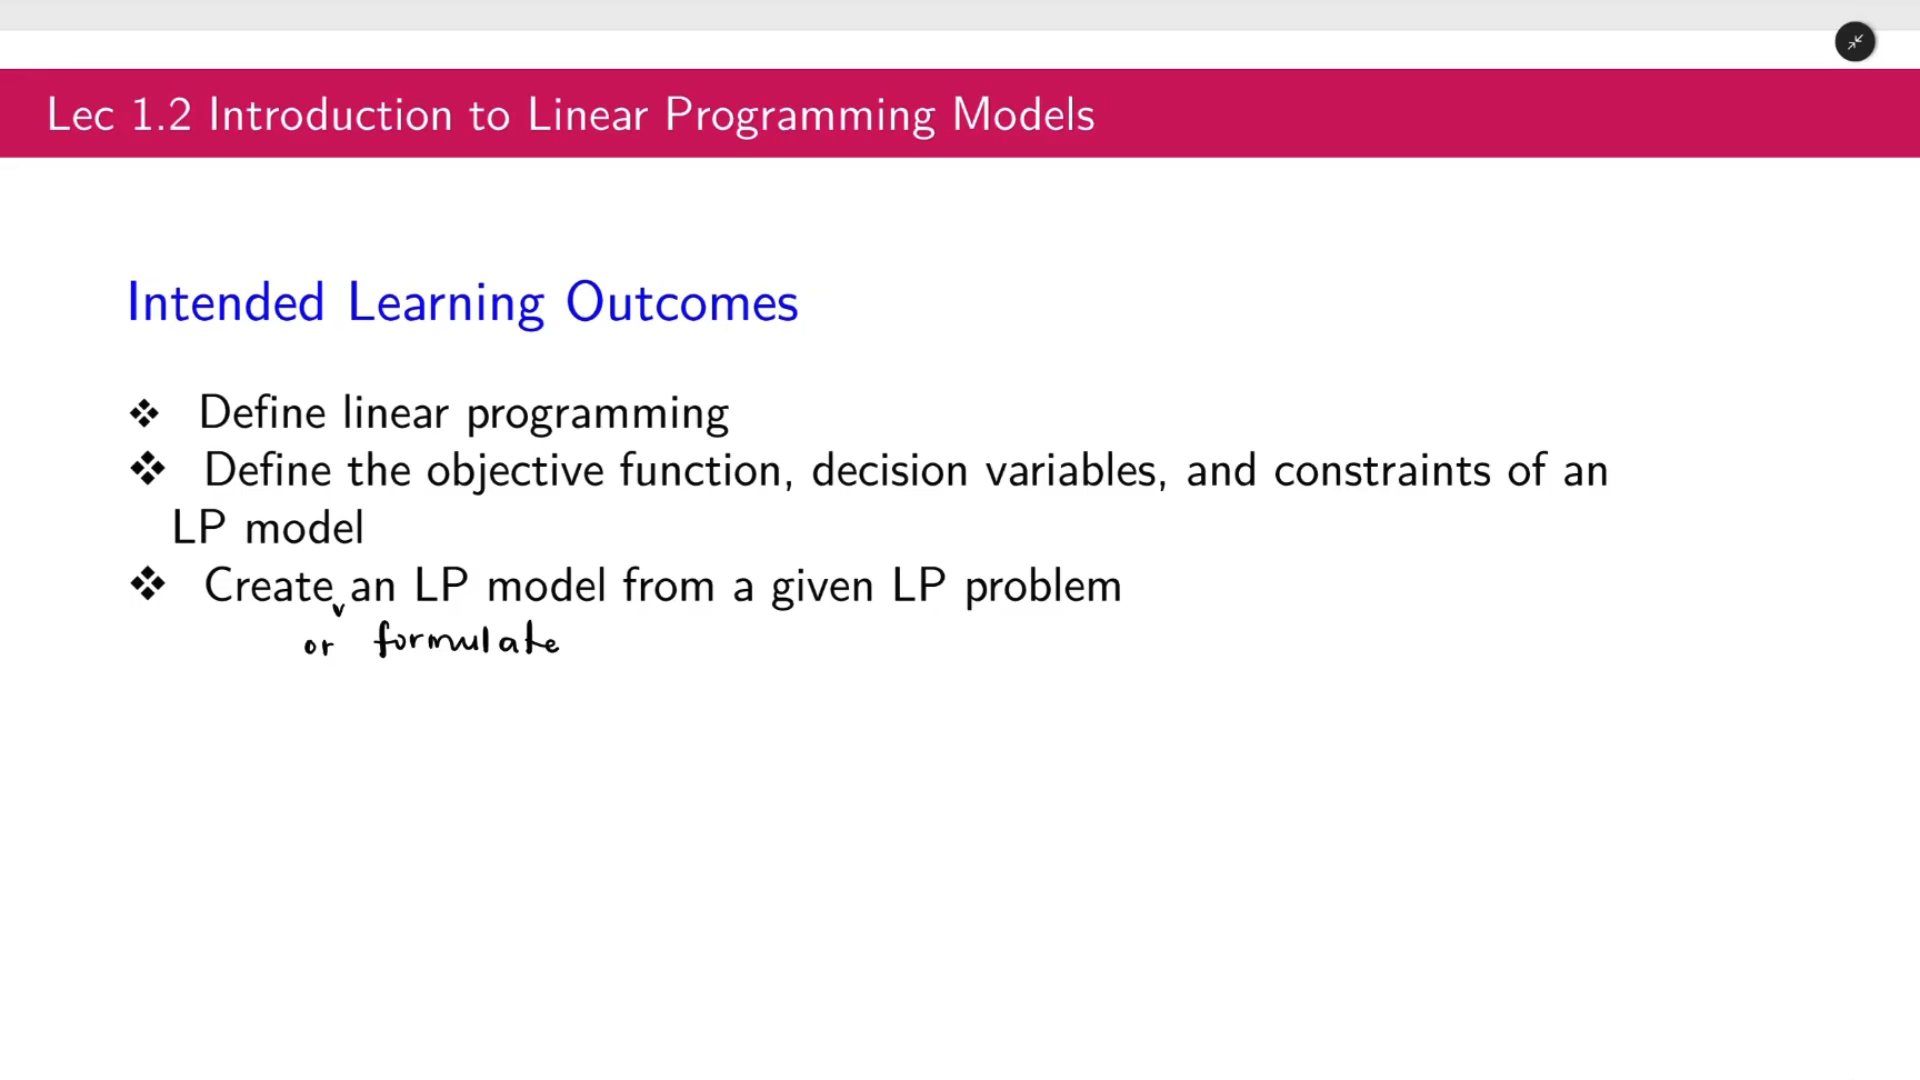 Lec 1.2 Introduction to Linear Programming Models
Intended Learning Outcomes
❖ Define linear programming
❖ Define the objective function, decision variables, and constraints of an
LP model
❖ Create an LP model from a given LP problem
or formulate